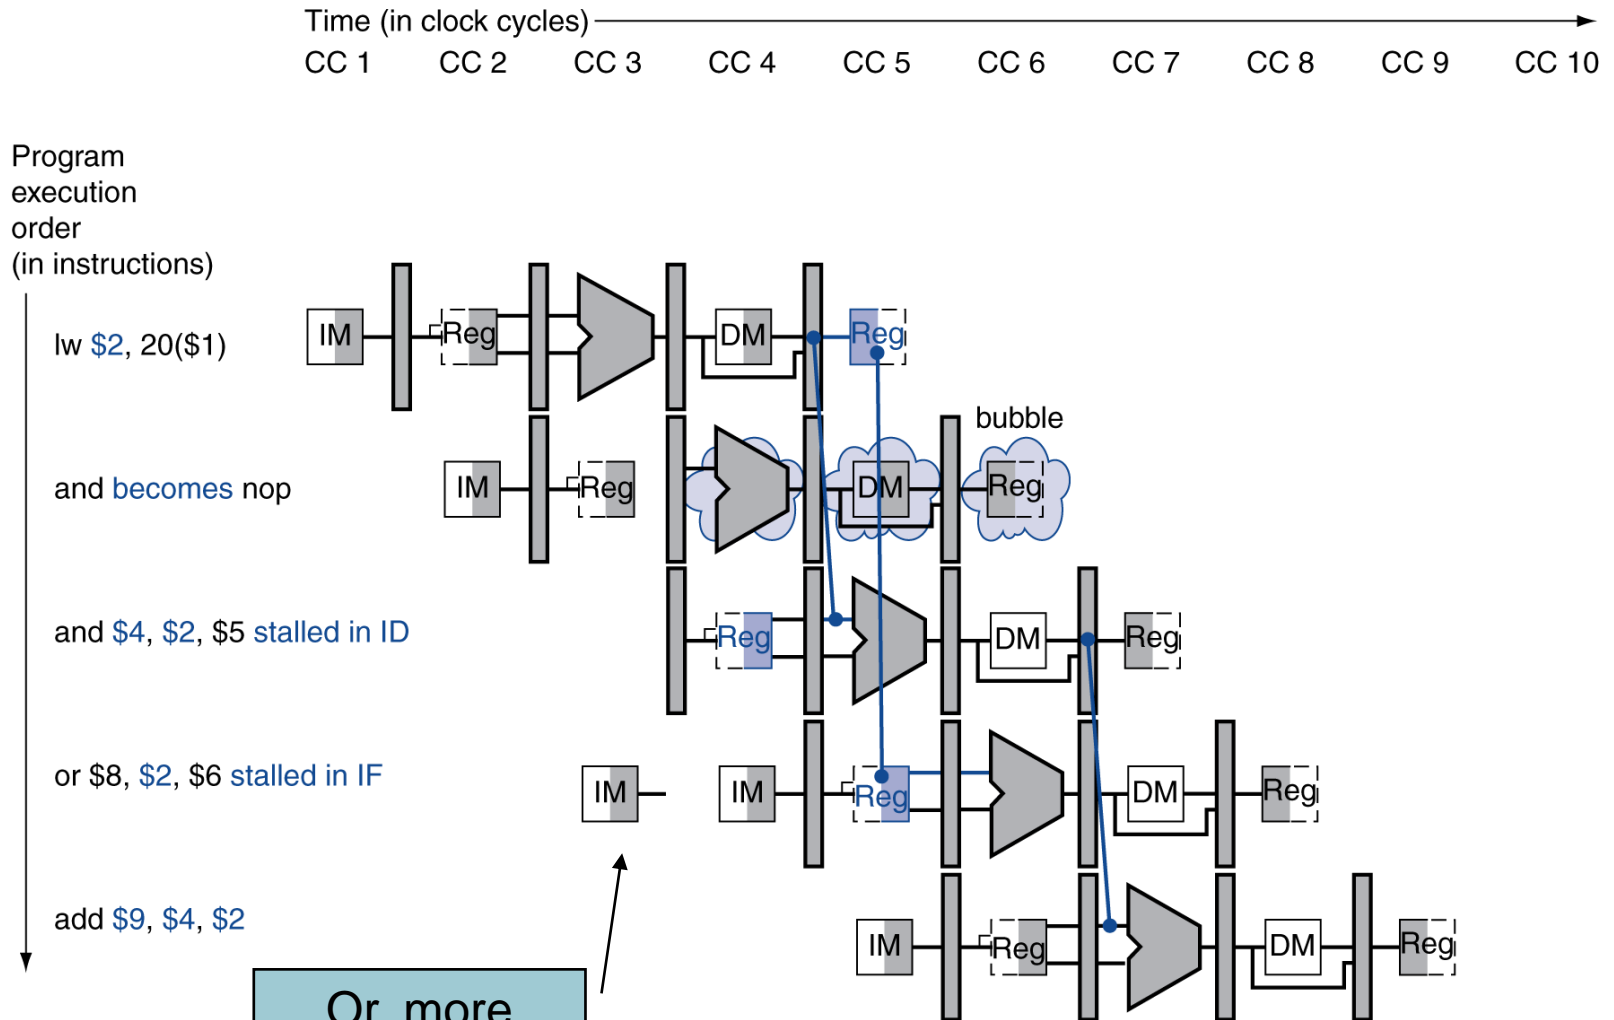 Time (in clock cycles)
CC 1 CC 2 CC 3 CC 4 CC 5 CC 6 CC 7 CC 8 CC 9 CC 10
Program
execution
order
(in instructions)
lw $2, 20($1)
IM Reg DM Reg
bubble
and becomes nop
IM Reg DM Reg
and $4, $2, $5 stalled in ID
Reg DM Reg
or $8, $2, $6 stalled in IF
IM IM Reg DM Reg
add $9, $4, $2
IM Reg DM Reg
Or, more